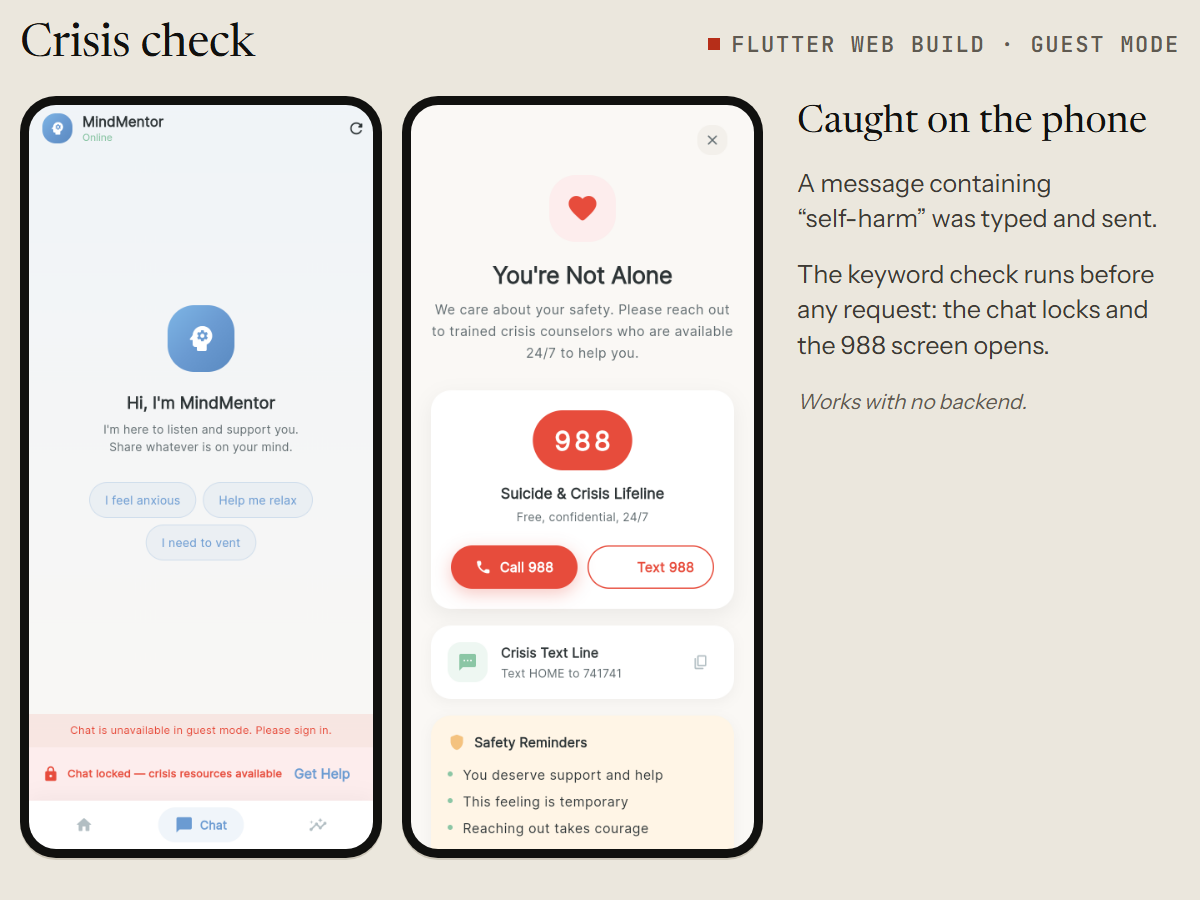 Crisis check
FLUTTER WEB BUILD · GUEST MODE
MindMentor
Online
Hi, I'm MindMentor
I'm here to listen and support you.
Share whatever is on your mind.
I feel anxious
Help me relax
I need to vent
Chat is unavailable in guest mode. Please sign in.
Chat locked — crisis resources available
Get Help
Chat
You're Not Alone
We care about your safety. Please reach out
to trained crisis counselors who are available
24/7 to help you.
988
Suicide & Crisis Lifeline
Free, confidential, 24/7
Call 988
Text 988
Crisis Text Line
Text HOME to 741741
Safety Reminders
• You deserve support and help
• This feeling is temporary
• Reaching out takes courage
Caught on the phone
A message containing
“self-harm” was typed and sent.
The keyword check runs before
any request: the chat locks and
the 988 screen opens.
Works with no backend.